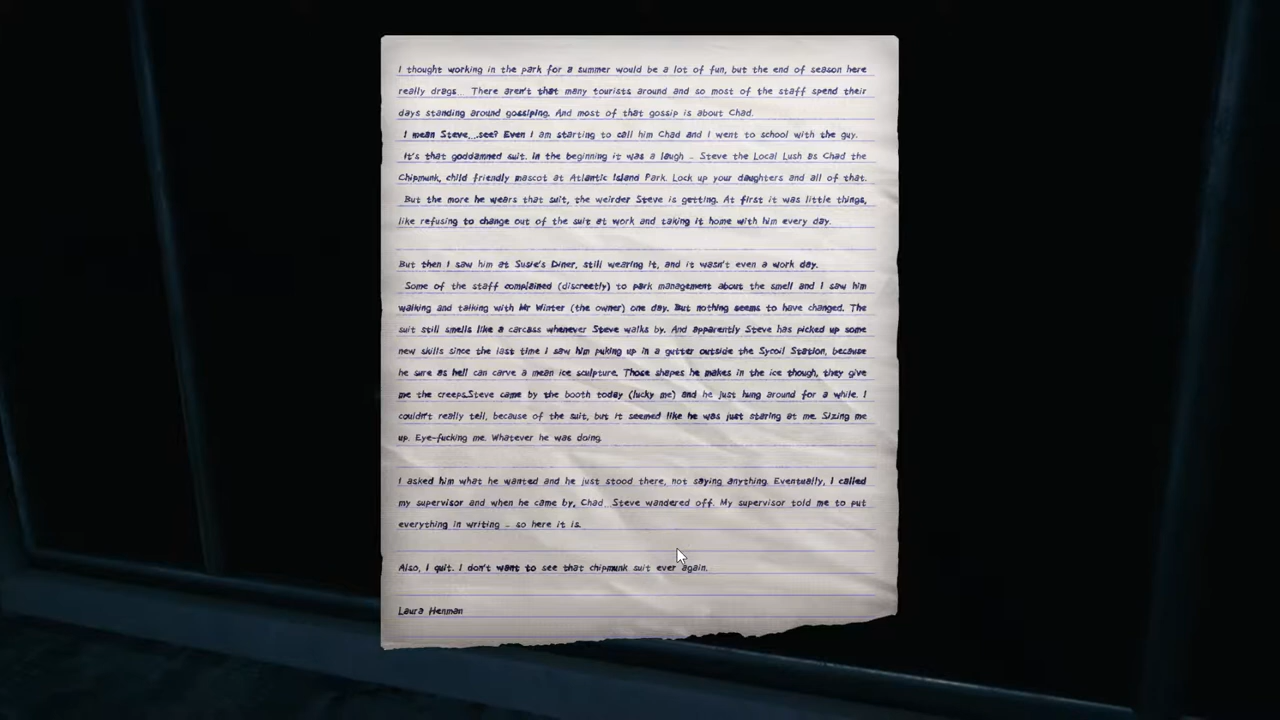 I thought working in the park for a summer would be a lot of fun, but the end of season here
really drags... There aren't that many tourists around and so most of the staff spend their
days standing around gossiping. And most of that gossip is about Chad.
I mean Steve....see? Even I am starting to call him Chad and I went to school with the guy.
It's that goddamned suit. In the beginning it was a laugh - Steve the Local Lush as Chad the
Chipmunk, child friendly mascot at Atlantic Island Park. Lock up your daughters and all of that.
But the more he wears that suit, the weirder Steve is getting. At first it was little things,
like refusing to change out of the suit at work and taking it home with him every day.
But then I saw him at Susie's Diner, still wearing it, and it wasn't even a work day.
Some of the staff complained (discreetly) to park management about the smell and I saw him
walking and talking with Mr Winter (the owner) one day. But nothing seems to have changed. The
suit still smells like a carcass whenever Steve walks by. And apparently Steve has picked up some
new skills since the last time I saw him puking up in a gutter outside the Sycoil Station, because
he sure as hell can carve a mean ice sculpture. Those shapes he makes in the ice though, they give
me the creeps.Steve came by the booth today (lucky me) and he just hung around for a while. I
couldn't really tell, because of the suit, but it seemed like he was just staring at me. Sizing me
up. Eye-fucking me. Whatever he was doing.
I asked him what he wanted and he just stood there, not saying anything. Eventually, I called
my supervisor and when he came by, Chad...Steve wandered off. My supervisor told me to put
everything in writing - so here it is.
Also, I quit. I don't want to see that chipmunk suit ever again.
Laura Henman